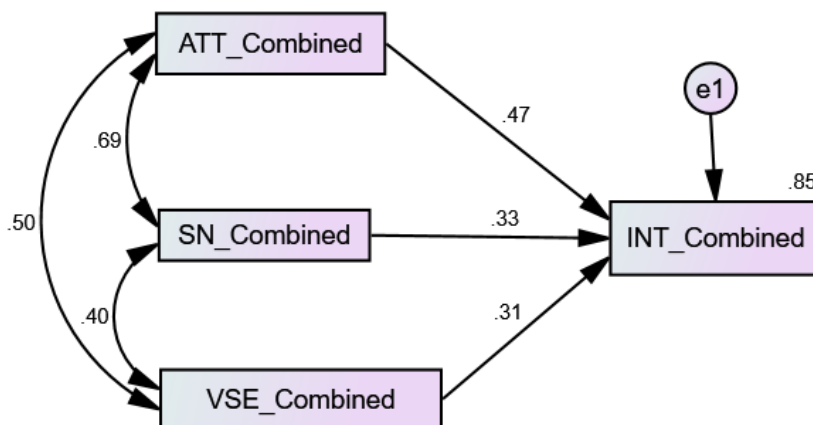 ATT_Combined
e1
.47
.69
.85
.50
SN_Combined
.33
INT_Combined
.40
.31
VSE_Combined